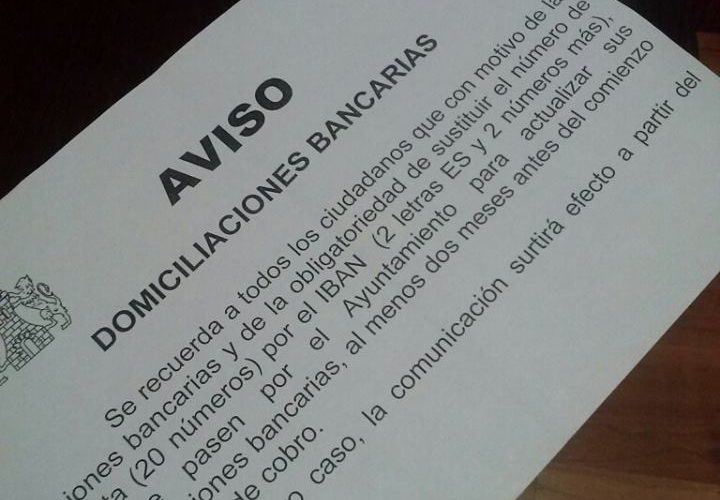 AVISO
DOMICILIACIONES BANCARIAS
Se recuerda a todos los ciudadanos que con motivo de la
bancarias y de la obligatoriedad de sustituir el número de
(20 números) por el IBAN (2 letras ES y 2 números más),
pasen por el Ayuntamiento para actualizar sus
bancarias, al menos dos meses antes del comienzo
de cobro.
caso, la comunicación surtirá efecto a partir del